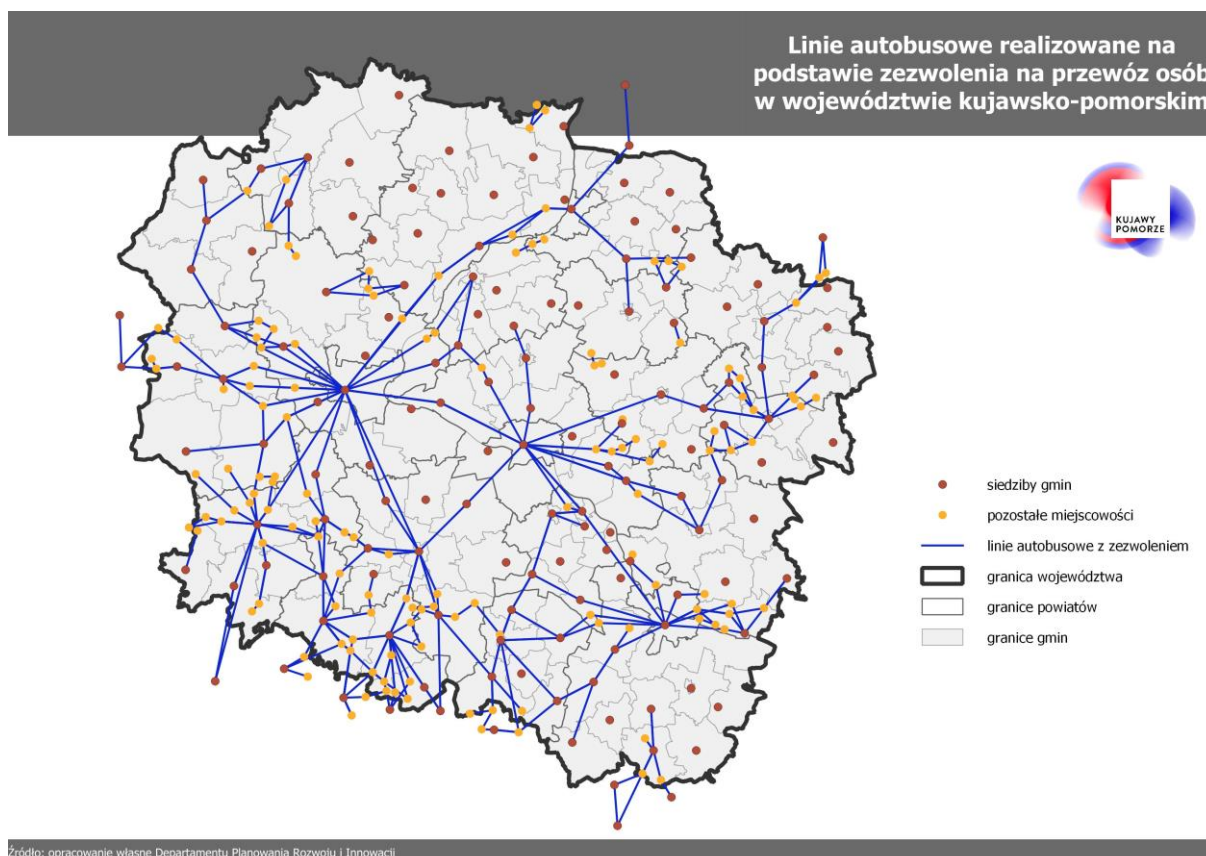 Linie autobusowe realizowane na
podstawie zezwolenia na przewóz osób
w województwie kujawsko-pomorskim
KUJAWY
POMORZE
siedziby gmin
pozostałe miejscowości
linie autobusowe z zezwoleniem
granica województwa
granice powiatów
granice gmin
Źródło: opracowanie własne Departamentu Planowania Rozwoju i Innowacji